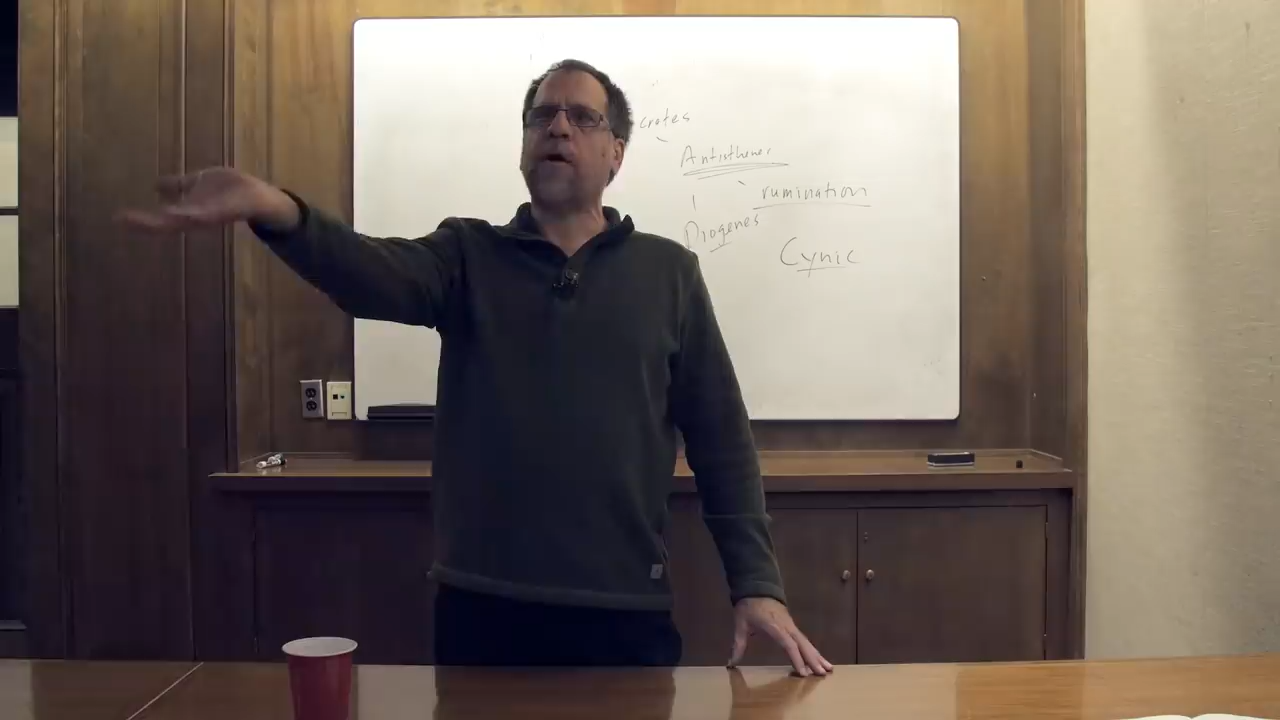 crates
Antisthenes
rumination
Diogenes
Cynic